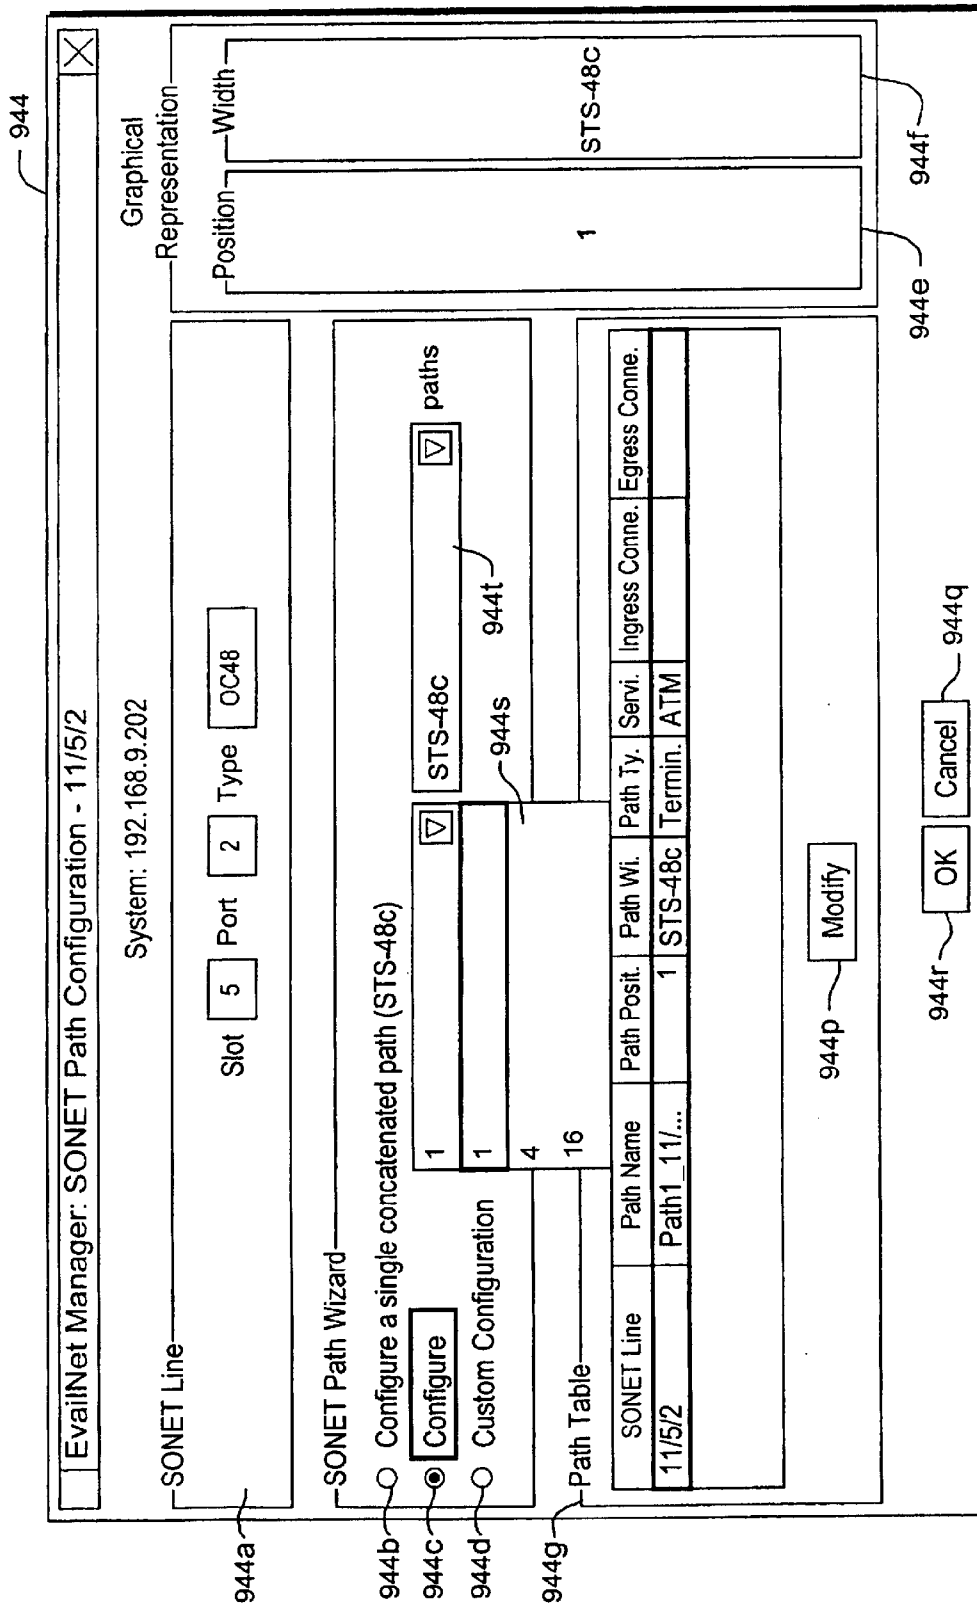 944
EvailNet Manager: SONET Path Configuration - 11/5/2
System: 192.168.9.202
SONET Line
Slot 5 Port 2 Type OC48
944a
SONET Path Wizard
944b
Configure a single concatenated path (STS-48c)
944c
Configure
1
STS-48c
paths
944d
Custom Configuration
1
4
16
944s
944t
944g
Path Table
SONET Line Path Name Path Posit. Path Wi. Path Ty. Servi. Ingress Conne. Egress Conne.
11/5/2 Path1_11/... 1 STS-48c Termin. ATM
944p
Modify
Graphical
Representation
Position Width
1 STS-48c
944e
944f
944r
OK
Cancel
944q